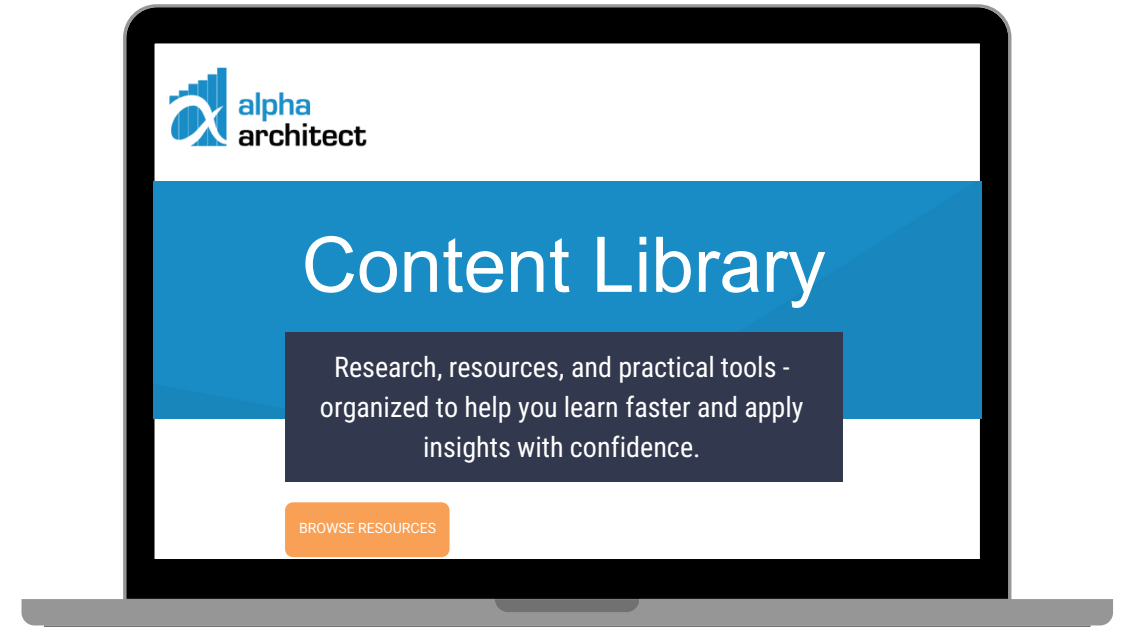 alpha
architect
Content Library
Research, resources, and practical tools -
organized to help you learn faster and apply
insights with confidence.
BROWSE RESOURCES